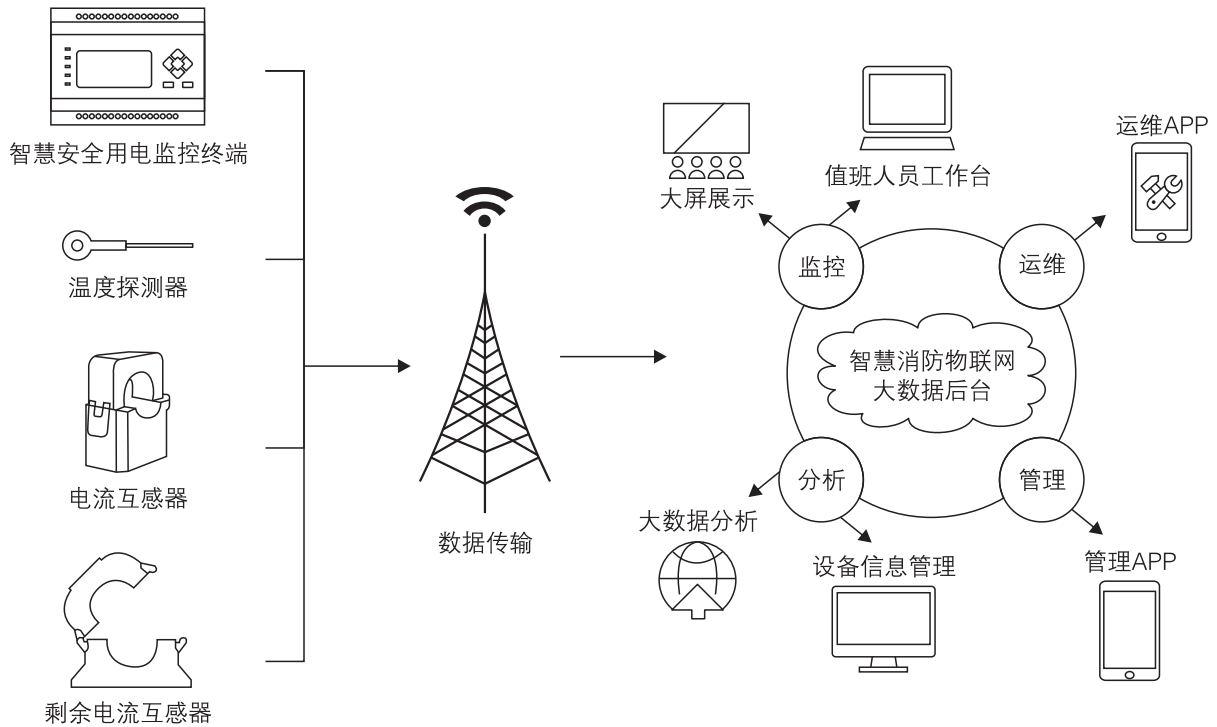 智慧安全用电监控终端
温度探测器
电流互感器
剩余电流互感器
数据传输
大屏展示
值班人员工作台
运维APP
监控
运维
智慧消防物联网
大数据后台
分析
管理
大数据分析
设备信息管理
管理APP